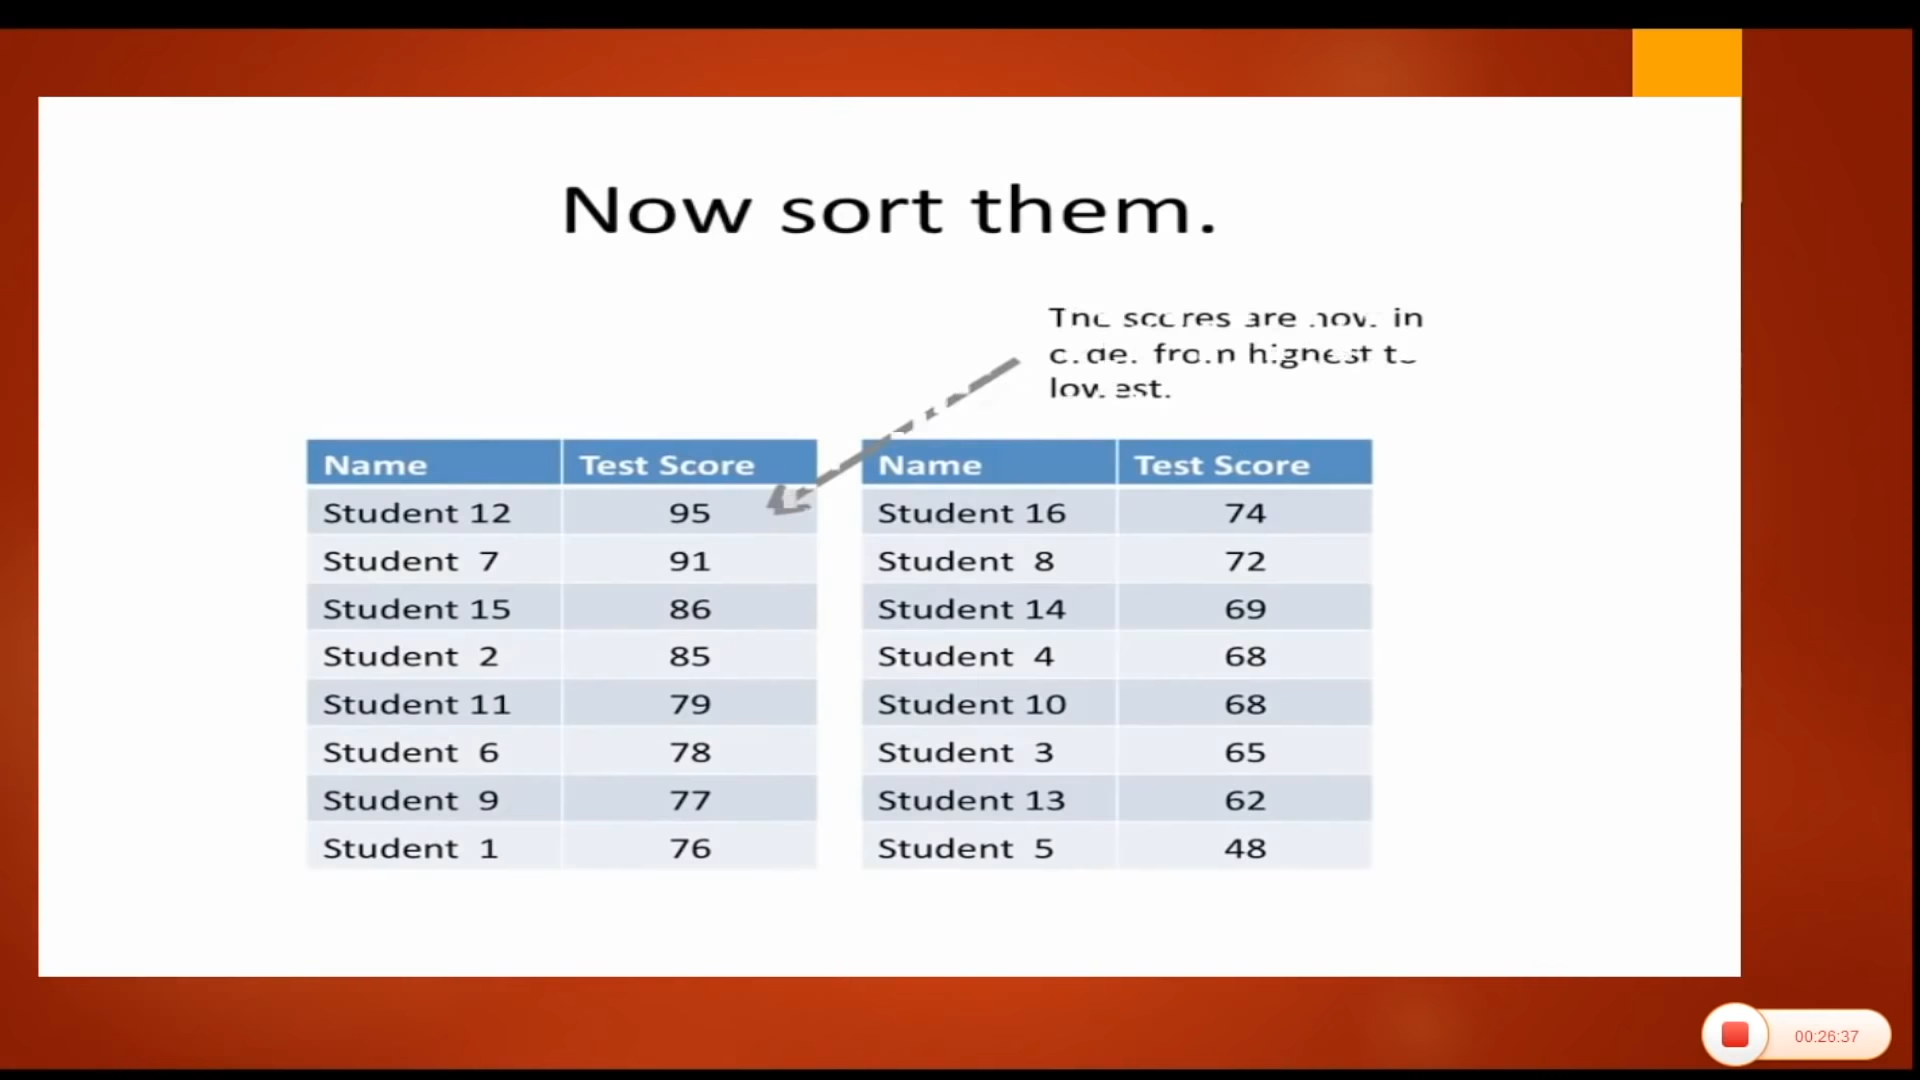 Now sort them.
The scores are now in
order from highest to
lowest.
Name Test Score
Student 12 95
Student 7 91
Student 15 86
Student 2 85
Student 11 79
Student 6 78
Student 9 77
Student 1 76
Name Test Score
Student 16 74
Student 8 72
Student 14 69
Student 4 68
Student 10 68
Student 3 65
Student 13 62
Student 5 48
00:26:37